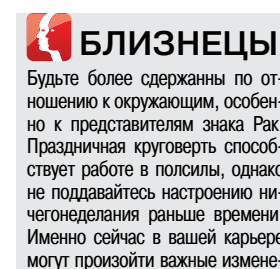 БЛИЗНЕЦЫ
Будьте более сдержанны по от-
ношению к окружающим, особен-
но к представителям знака Рак
Праздничная круговерть способ-
ствует работе в полсилы, однако
не поддавайтесь настроению ни-
чегонеделания раньше времени
Именно сейчас в вашей карьере
могут произойти важные измене-